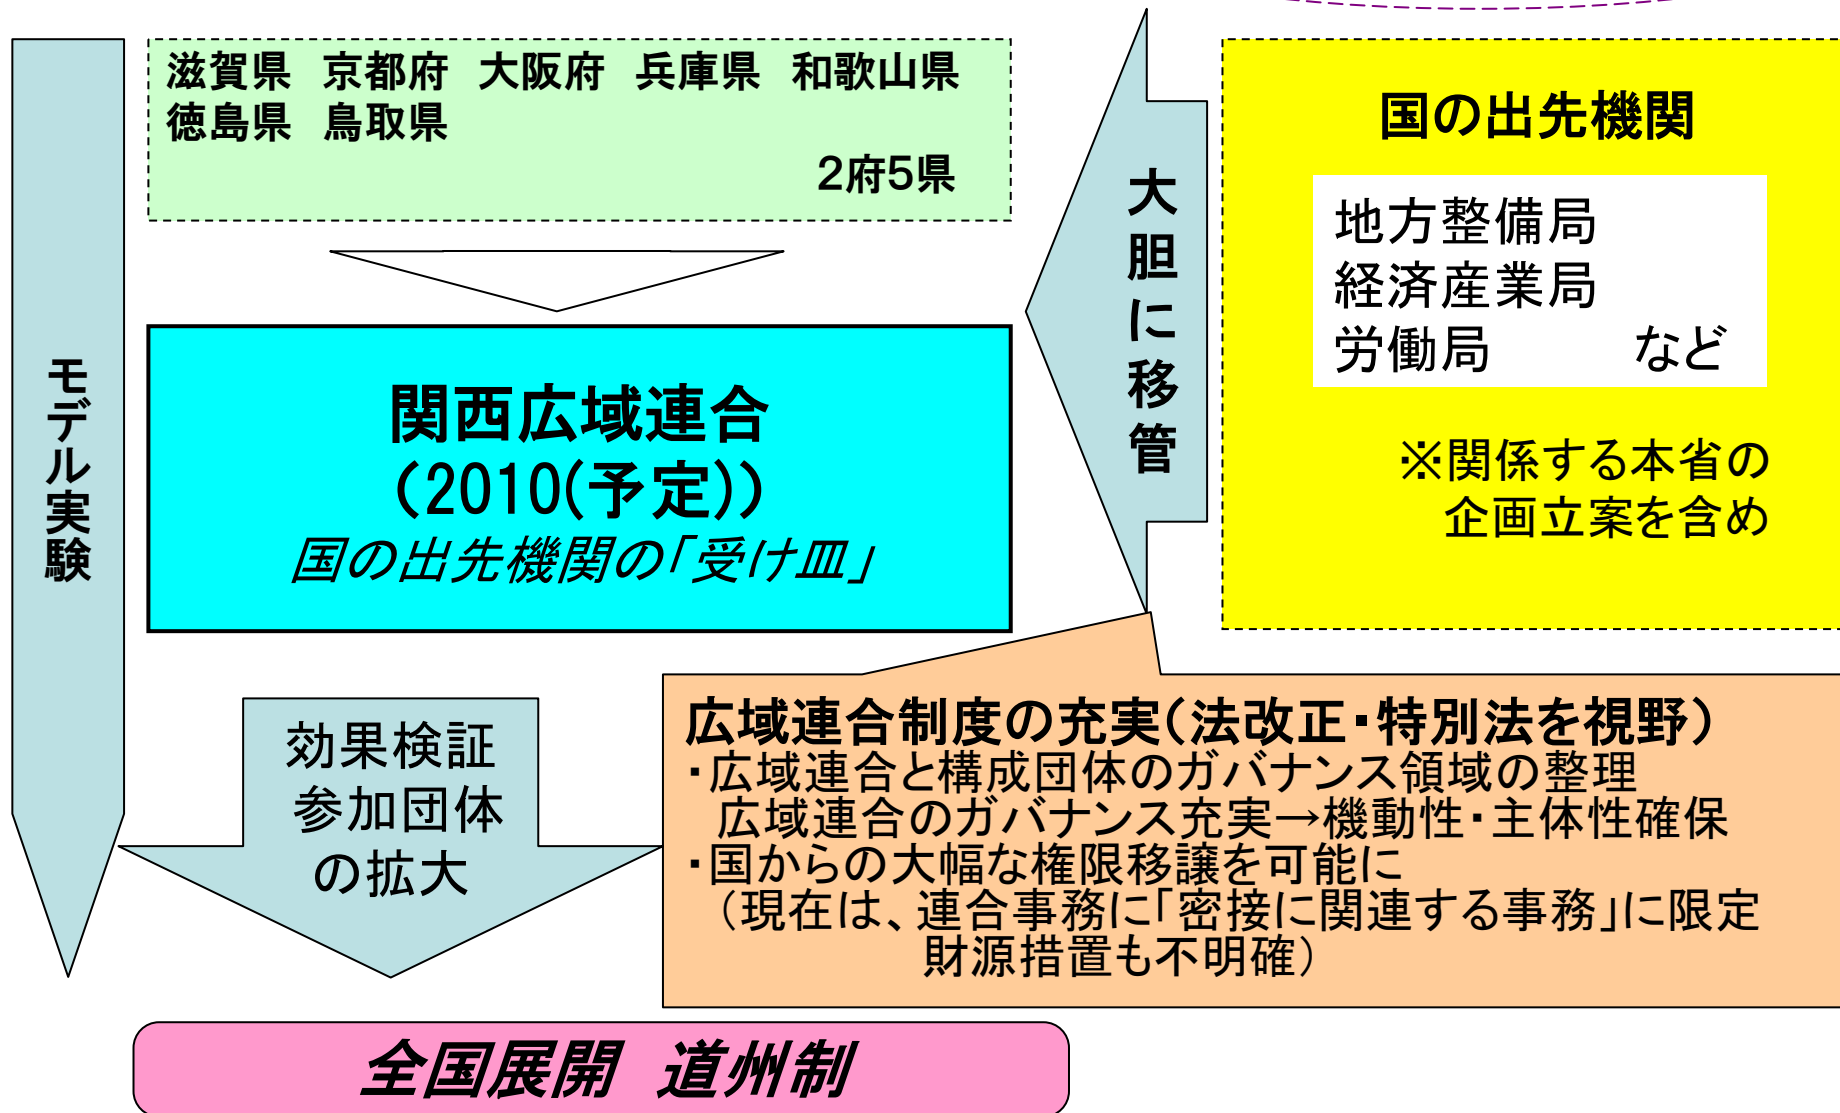 滋賀県　京都府　大阪府　兵庫県　和歌山県
徳島県　鳥取県
2府5県
関西広域連合
（2010(予定)）
国の出先機関の「受け皿」
モデル実験
大胆に移管
国の出先機関
地方整備局
経済産業局
労働局　　など
※関係する本省の
企画立案を含め
効果検証
参加団体
の拡大
広域連合制度の充実（法改正・特別法を視野）
・広域連合と構成団体のガバナンス領域の整理
広域連合のガバナンス充実→機動性・主体性確保
・国からの大幅な権限移譲を可能に
（現在は、連合事務に「密接に関連する事務」に限定
財源措置も不明確）
全国展開　道州制